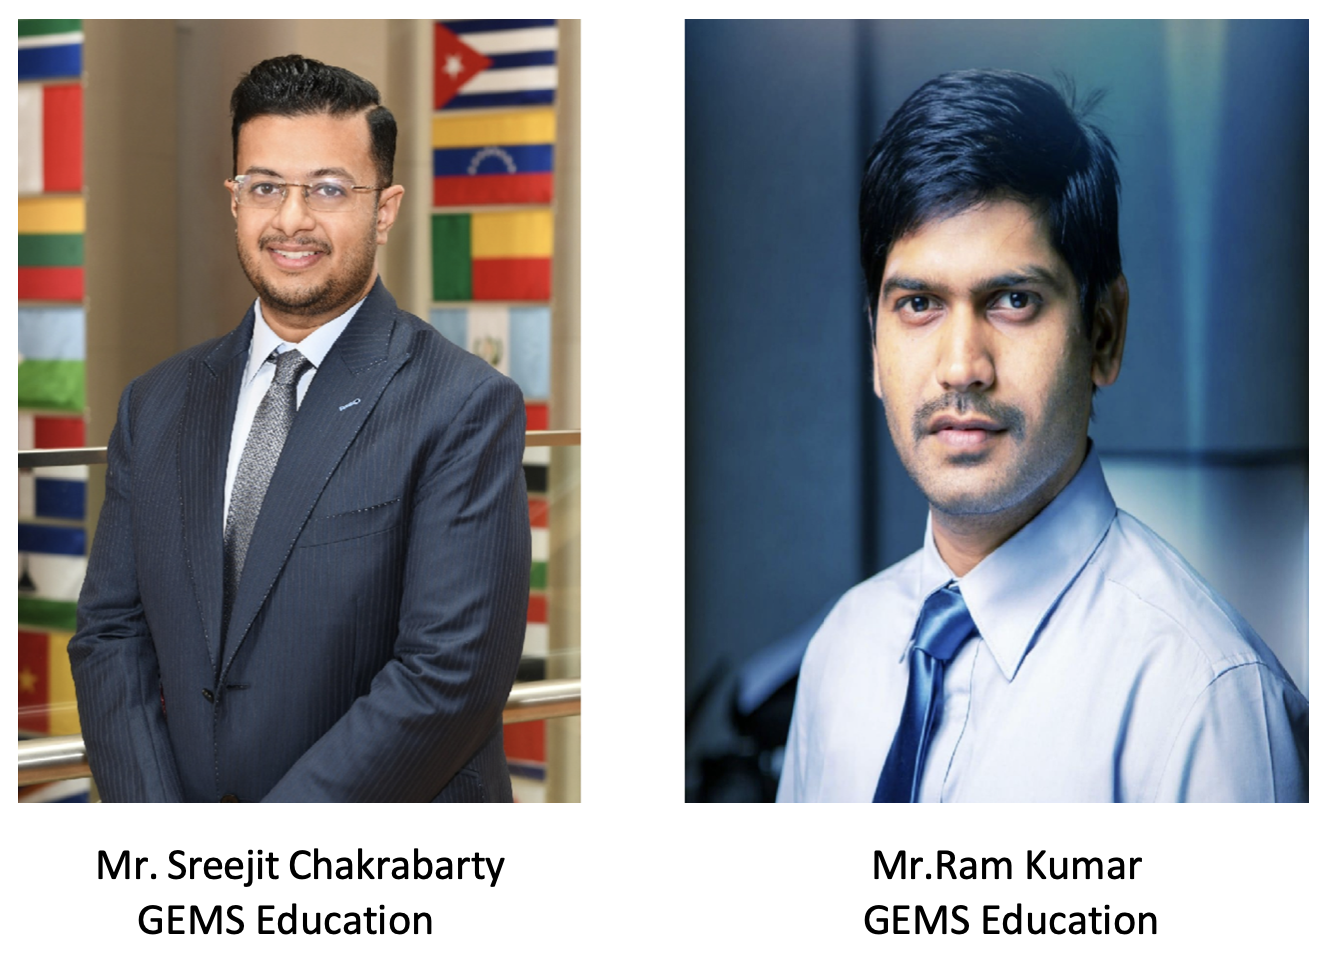 Mr. Sreejit Chakrabarty
GEMS Education
Mr.Ram Kumar
GEMS Education